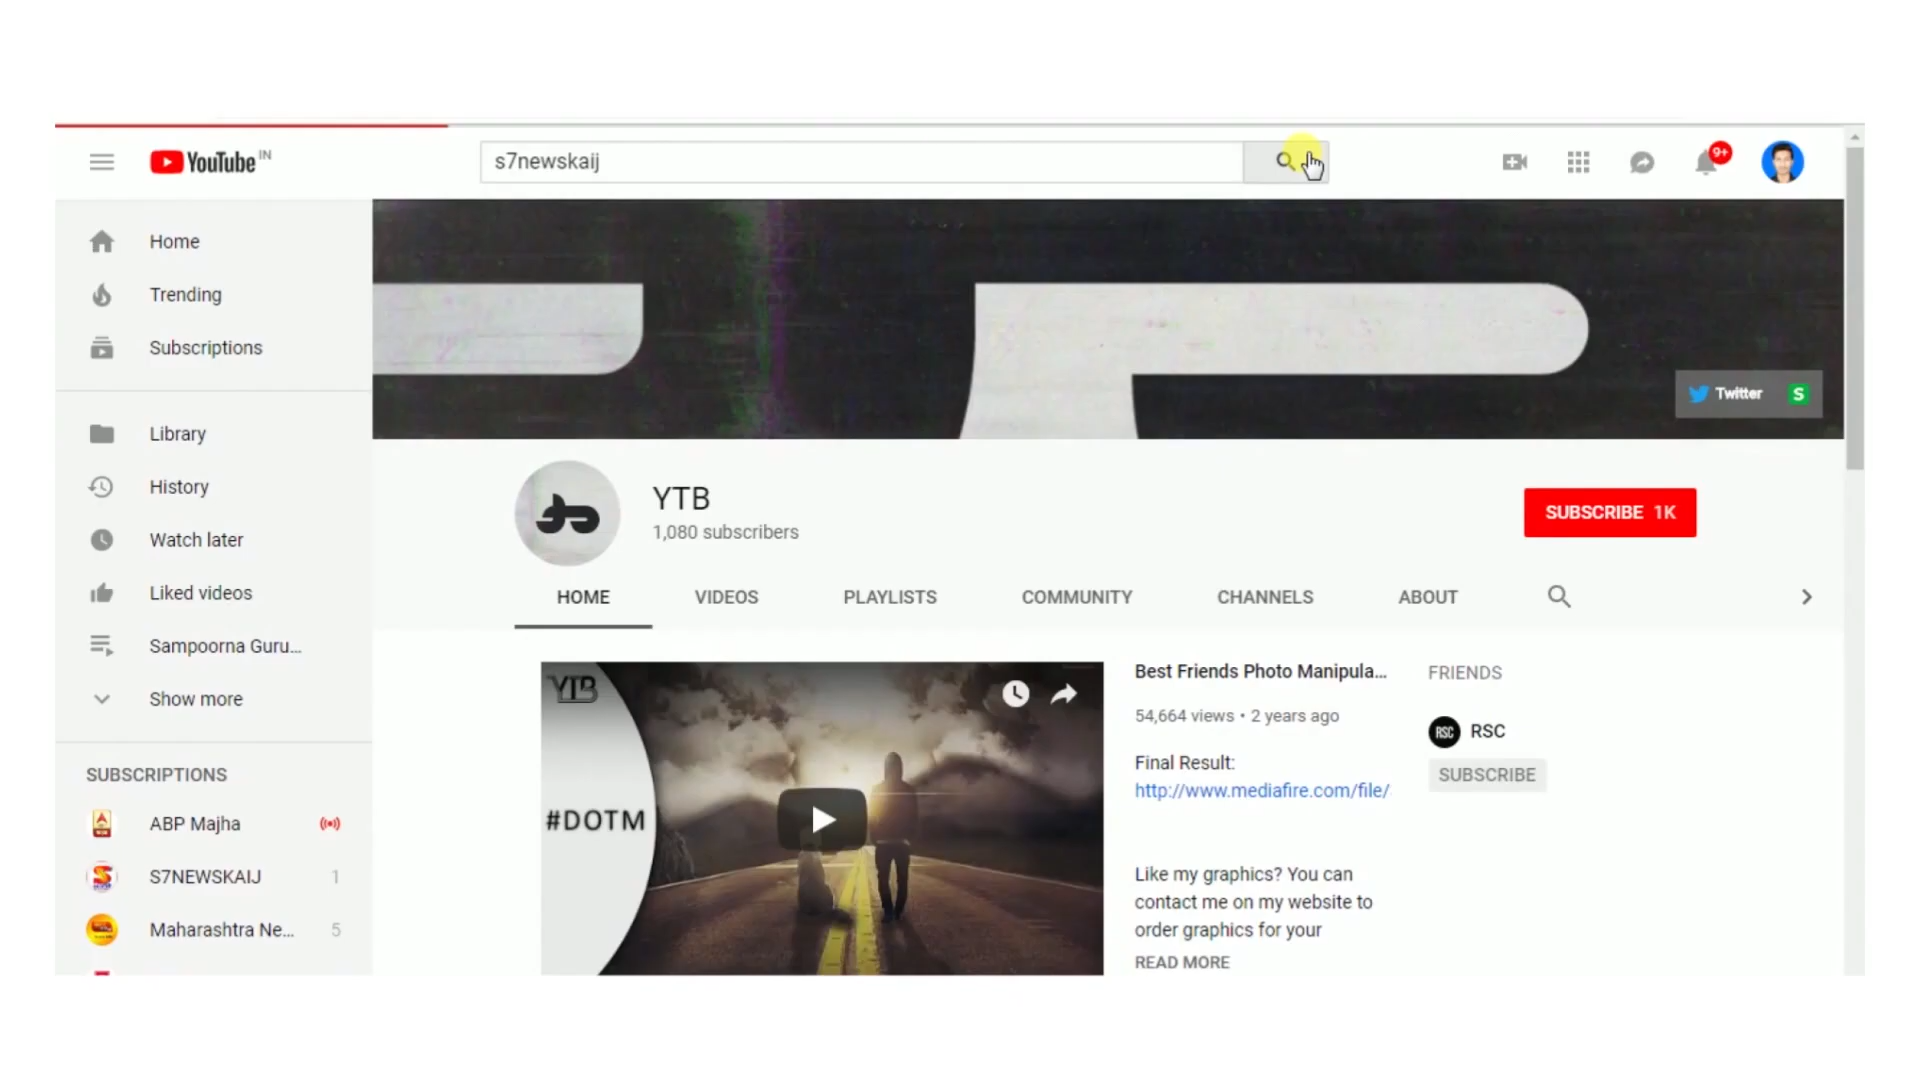 YouTube IN
s7newskaij
9+
Home
Trending
Subscriptions
Library
History
Watch later
Liked videos
Sampoorna Guru...
Show more
SUBSCRIPTIONS
ABP Majha
S7NEWSKAIJ 1
Maharashtra Ne... 5
Twitter
S
YTB
1,080 subscribers
SUBSCRIBE 1K
HOME VIDEOS PLAYLISTS COMMUNITY CHANNELS ABOUT
YTB
#DOTM
Best Friends Photo Manipula...
54,664 views • 2 years ago
Final Result:
http://www.mediafire.com/file/
Like my graphics? You can
contact me on my website to
order graphics for your
READ MORE
FRIENDS
RSC
RSC
SUBSCRIBE